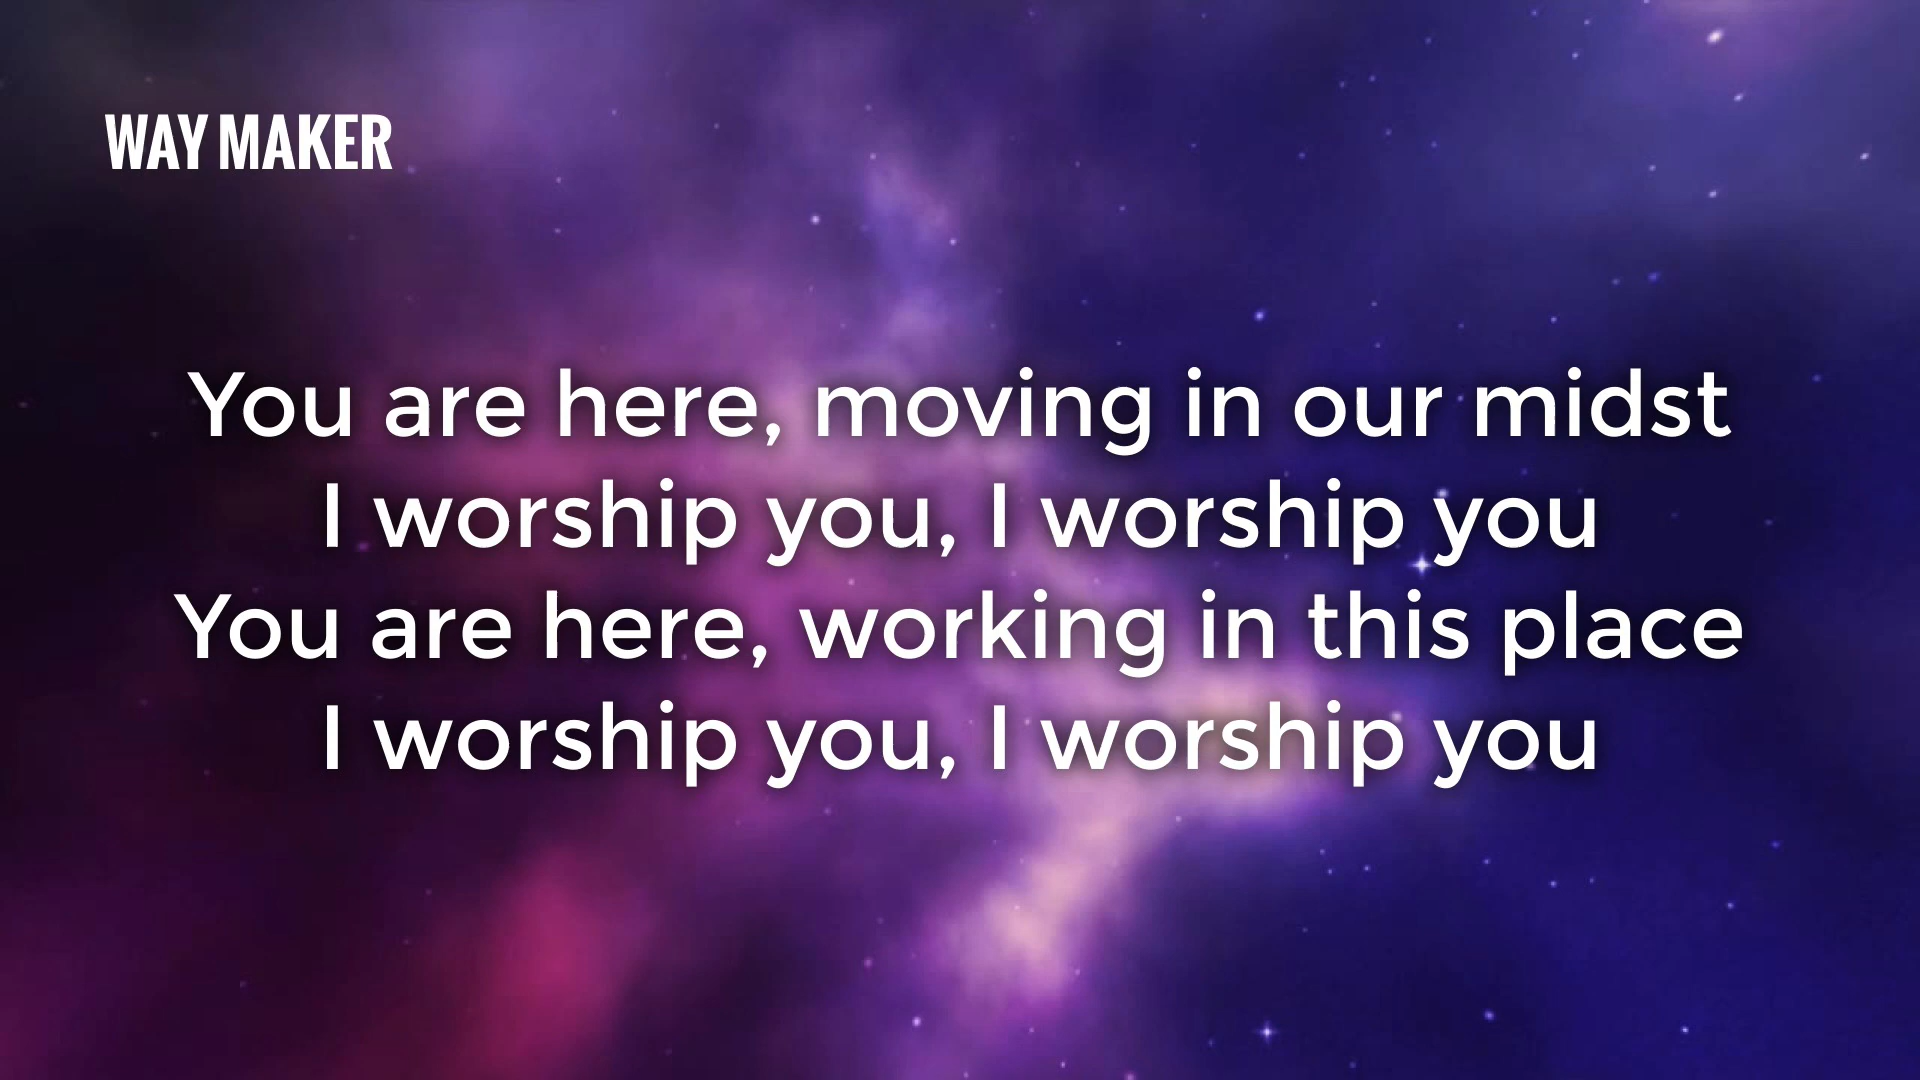 WAY MAKER
You are here, moving in our midst
I worship you, I worship you
You are here, working in this place
I worship you, I worship you